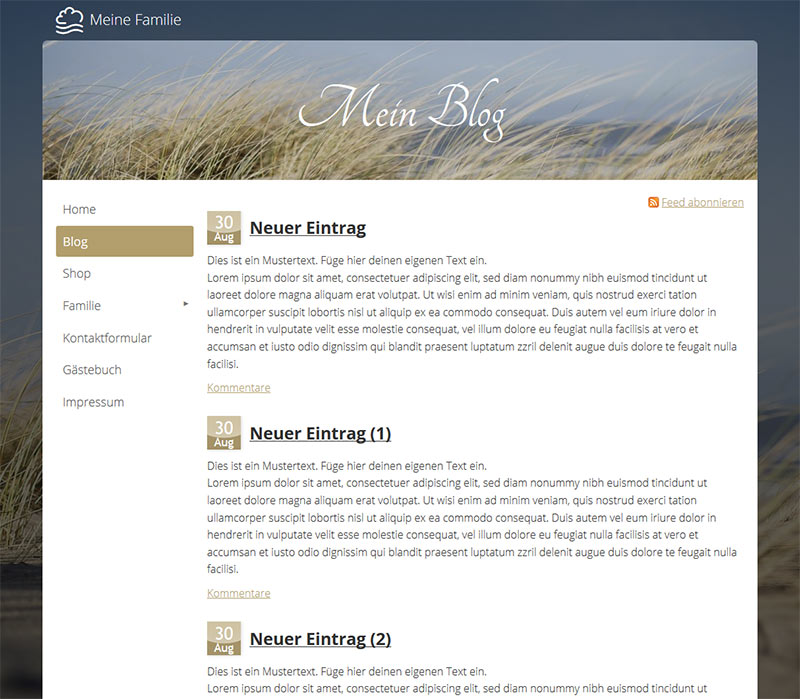 Meine Familie
Mein Blog
Feed abonnieren
Home
Blog
Shop
Familie
Kontaktformular
Gästebuch
Impressum
30
Aug
Neuer Eintrag
Dies ist ein Mustertext. Füge hier deinen eigenen Text ein.
Lorem ipsum dolor sit amet, consectetuer adipiscing elit, sed diam nonummy nibh euismod tincidunt ut
laoreet dolore magna aliquam erat volutpat. Ut wisi enim ad minim veniam, quis nostrud exerci tation
ullamcorper suscipit lobortis nisl ut aliquip ex ea commodo consequat. Duis autem vel eum iriure dolor in
hendrerit in vulputate velit esse molestie consequat, vel illum dolore eu feugiat nulla facilisis at vero et
accumsan et iusto odio dignissim qui blandit praesent luptatum zzril delenit augue duis dolore te feugait nulla
facilisi.
Kommentare
30
Aug
Neuer Eintrag (1)
Dies ist ein Mustertext. Füge hier deinen eigenen Text ein.
Lorem ipsum dolor sit amet, consectetuer adipiscing elit, sed diam nonummy nibh euismod tincidunt ut
laoreet dolore magna aliquam erat volutpat. Ut wisi enim ad minim veniam, quis nostrud exerci tation
ullamcorper suscipit lobortis nisl ut aliquip ex ea commodo consequat. Duis autem vel eum iriure dolor in
hendrerit in vulputate velit esse molestie consequat, vel illum dolore eu feugiat nulla facilisis at vero et
accumsan et iusto odio dignissim qui blandit praesent luptatum zzril delenit augue duis dolore te feugait nulla
facilisi.
Kommentare
30
Aug
Neuer Eintrag (2)
Dies ist ein Mustertext. Füge hier deinen eigenen Text ein.
Lorem ipsum dolor sit amet, consectetuer adipiscing elit, sed diam nonummy nibh euismod tincidunt ut